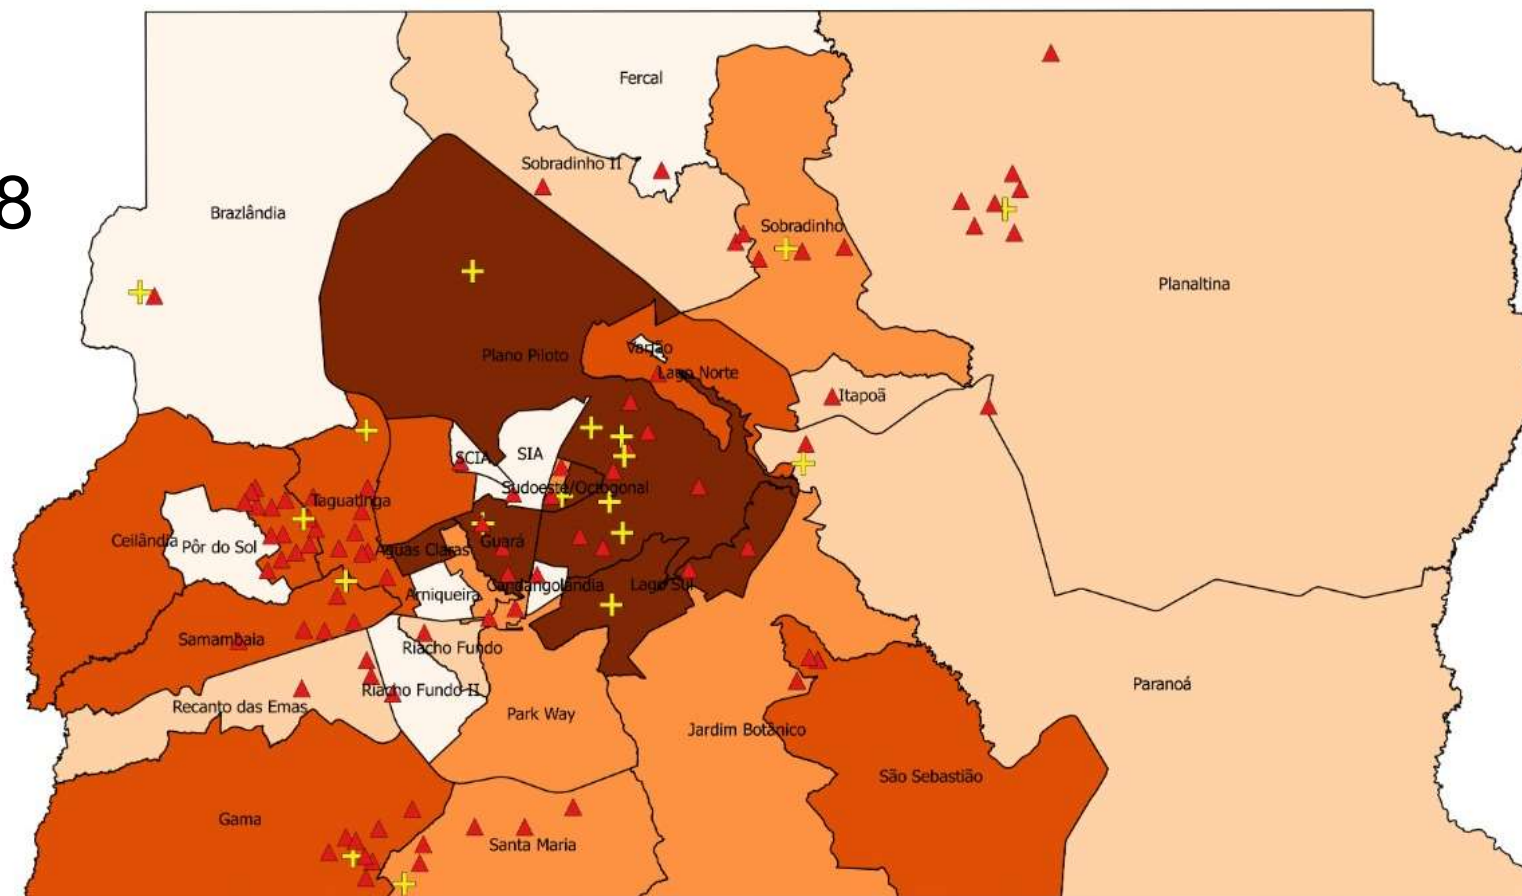 Fercal
Sobradinho II
8
Brazlândia
Sobradinho
Planaltina
Varjão
Plano Piloto
Lago Norte
Itapoã
SCIA
SIA
Sudoeste/Octogonal
Taguatinga
Ceilândia
Pôr do Sol
Águas Claras
Guará
Candangolândia
Lago Sul
Arniqueira
Samambaia
Riacho Fundo
Riacho Fundo II
Recanto das Emas
Park Way
Jardim Botânico
Paranoá
São Sebastião
Gama
Santa Maria